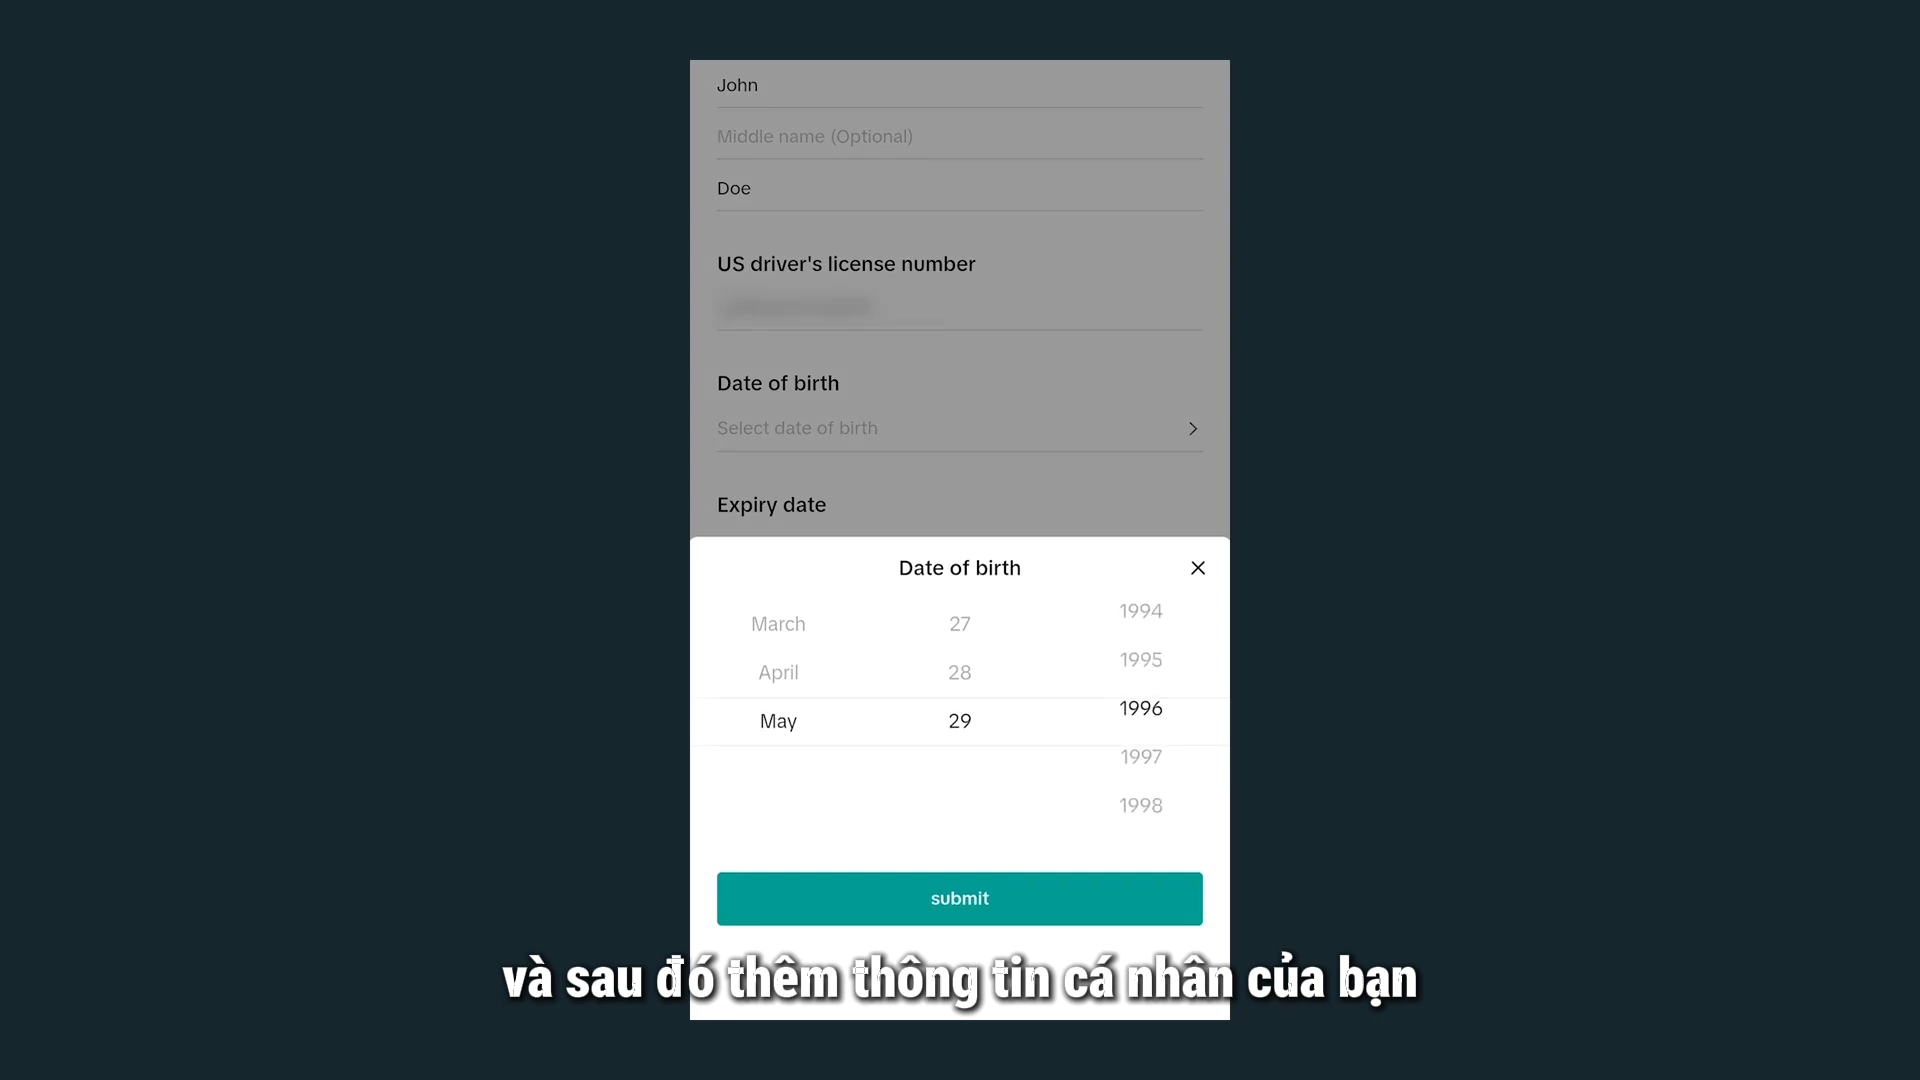 John
Middle name (Optional)
Doe
US driver's license number
Date of birth
Select date of birth
Expiry date
Date of birth
March 27 1994
April 28 1995
May 29 1996
1997
1998
submit
và sau đó thêm thông tin cá nhân của bạn